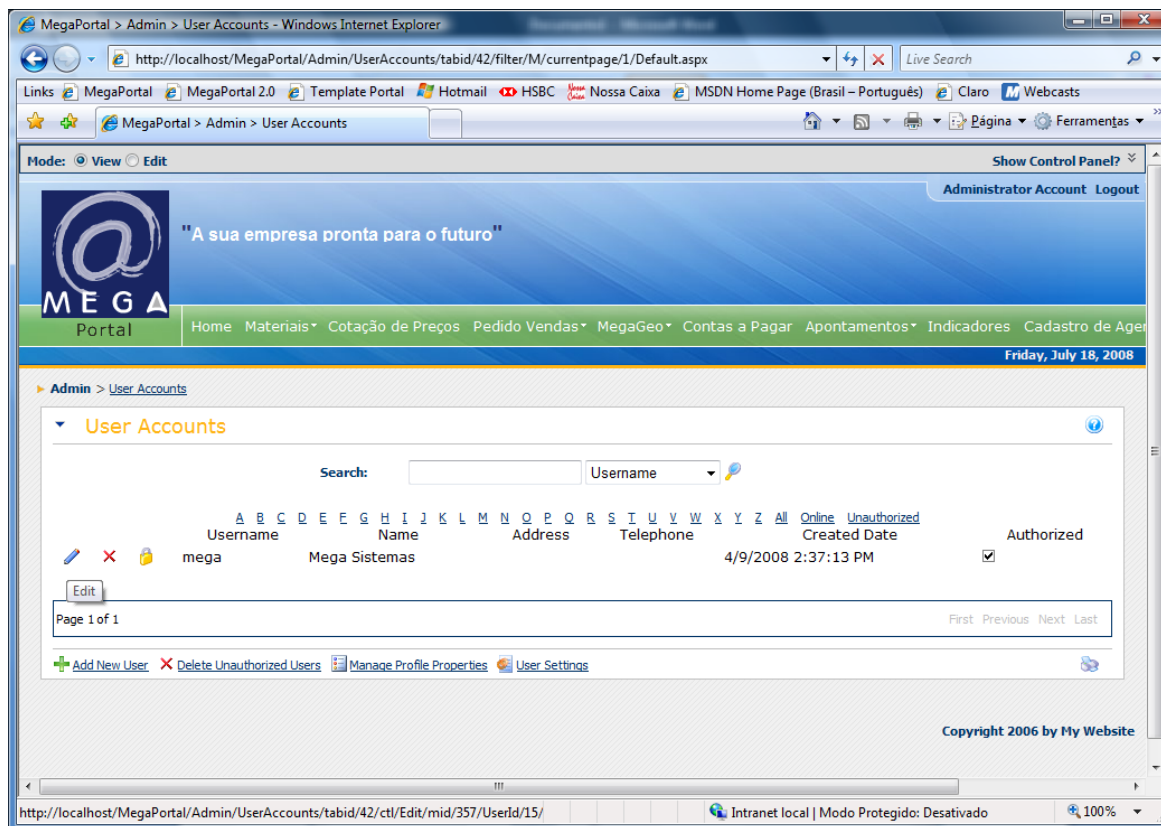 MegaPortal > Admin > User Accounts - Windows Internet Explorer
http://localhost/MegaPortal/Admin/UserAccounts/tabid/42/filter/M/currentpage/1/Default.aspx
Live Search
Links MegaPortal MegaPortal 2.0 Template Portal Hotmail HSBC Nossa Caixa MSDN Home Page (Brasil – Português) Claro Webcasts
MegaPortal > Admin > User Accounts
Página Ferramentas
Mode: View Edit
Show Control Panel?
Administrator Account Logout
"A sua empresa pronta para o futuro"
MEGA
Portal
Home Materiais Cotação de Preços Pedido Vendas MegaGeo Contas a Pagar Apontamentos Indicadores Cadastro de Agen
Friday, July 18, 2008
Admin > User Accounts
User Accounts
Search:
Username
A B C D E F G H I J K L M N O P Q R S T U V W X Y Z All Online Unauthorized
Username Name Address Telephone Created Date Authorized
mega Mega Sistemas 4/9/2008 2:37:13 PM
Edit
Page 1 of 1
First Previous Next Last
Add New User Delete Unauthorized Users Manage Profile Properties User Settings
Copyright 2006 by My Website
http://localhost/MegaPortal/Admin/UserAccounts/tabid/42/ctl/Edit/mid/357/UserId/15/
Intranet local | Modo Protegido: Desativado
100%